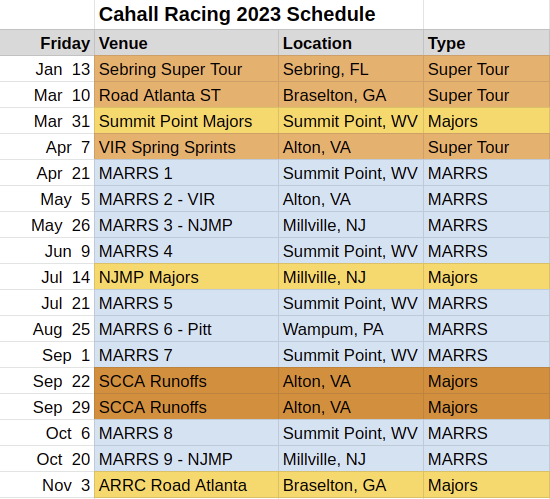 Cahall Racing 2023 Schedule
Friday Venue Location Type
Jan 13 Sebring Super Tour Sebring, FL Super Tour
Mar 10 Road Atlanta ST Braselton, GA Super Tour
Mar 31 Summit Point Majors Summit Point, WV Majors
Apr 7 VIR Spring Sprints Alton, VA Super Tour
Apr 21 MARRS 1 Summit Point, WV MARRS
May 5 MARRS 2 - VIR Alton, VA MARRS
May 26 MARRS 3 - NJMP Millville, NJ MARRS
Jun 9 MARRS 4 Summit Point, WV MARRS
Jul 14 NJMP Majors Millville, NJ Majors
Jul 21 MARRS 5 Summit Point, WV MARRS
Aug 25 MARRS 6 - Pitt Wampum, PA MARRS
Sep 1 MARRS 7 Summit Point, WV MARRS
Sep 22 SCCA Runoffs Alton, VA Majors
Sep 29 SCCA Runoffs Alton, VA Majors
Oct 6 MARRS 8 Summit Point, WV MARRS
Oct 20 MARRS 9 - NJMP Millville, NJ MARRS
Nov 3 ARRC Road Atlanta Braselton, GA Majors